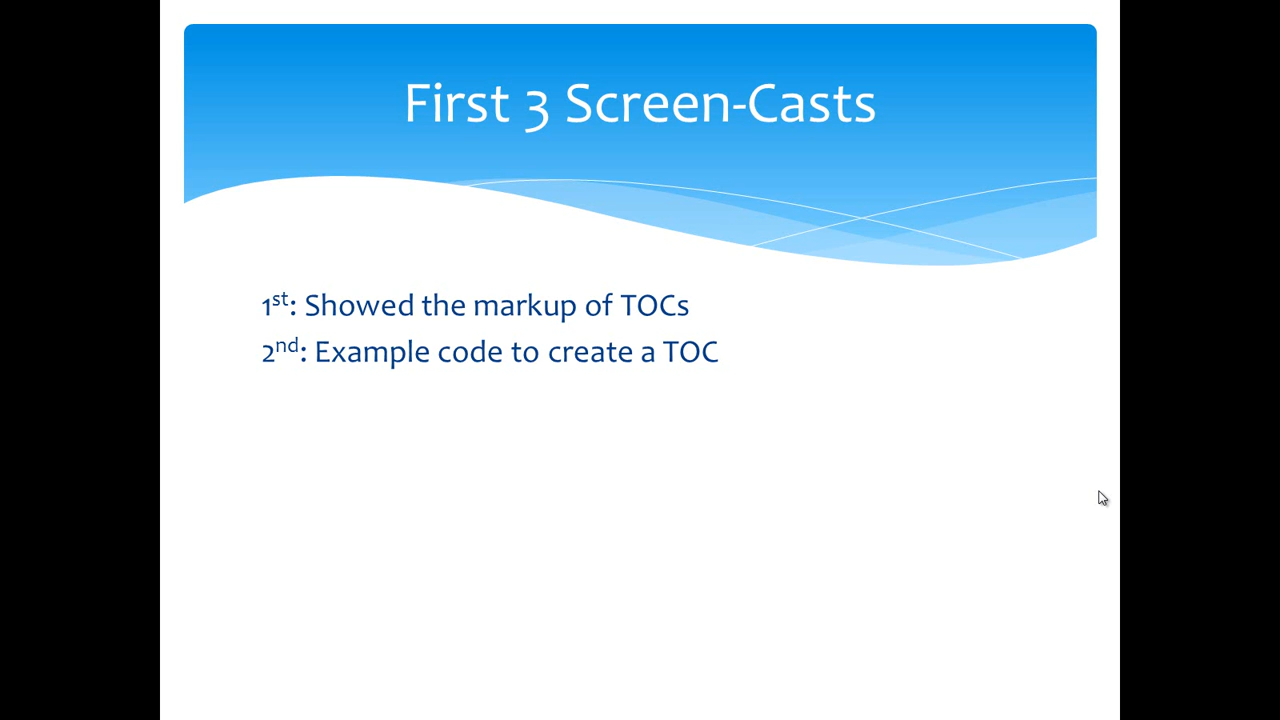 First 3 Screen-Casts
1st: Showed the markup of TOCs
2nd: Example code to create a TOC